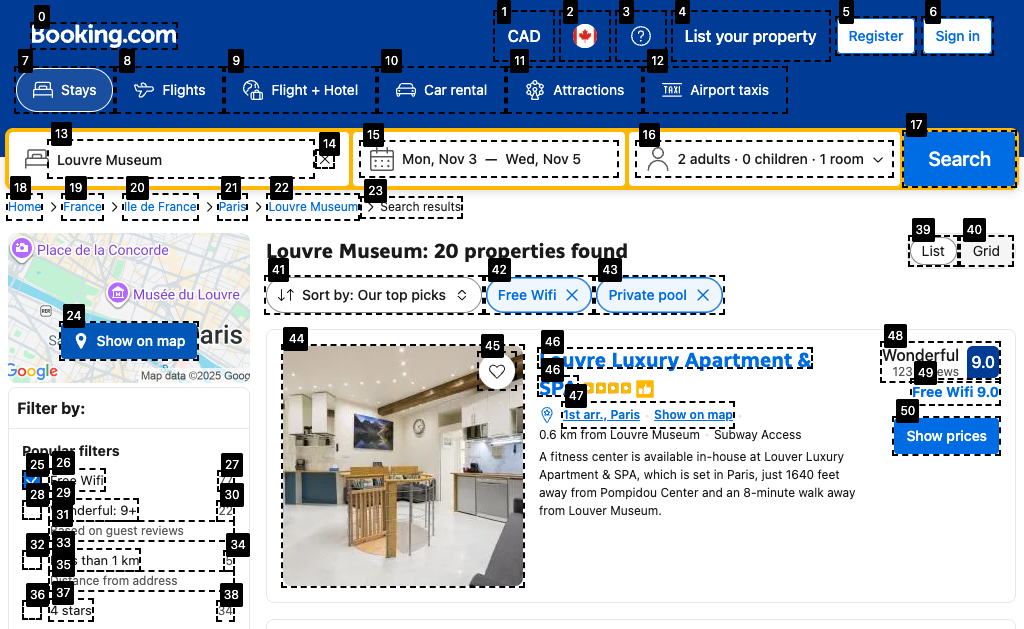 0
1
2
3
4
5
6
Booking.com
CAD
List your property
Register
Sign in
7
8
9
10
11
12
Stays
Flights
Flight + Hotel
Car rental
Attractions
Airport taxis
13
14
15
16
17
Louvre Museum
Mon, Nov 3 — Wed, Nov 5
2 adults · 0 children · 1 room
Search
18
19
20
21
22
23
Home
France
Ile de France
Paris
Louvre Museum
Search results
Place de la Concorde
Musée du Louvre
RER
24
Show on map
aris
Google
Map data ©2025 Goog
Filter by:
Popular filters
25
26
27
Free Wifi
28
29
30
Wonderful: 9+
22
31
Based on guest reviews
32
33
34
than 1 km
5
35
Distance from address
36
37
38
4 stars
34
Louvre Museum: 20 properties found
39
40
List
Grid
41
42
43
Sort by: Our top picks
Free Wifi
Private pool
44
45
46
Louvre Luxury Apartment &
46
SPA
47
1st arr., Paris
Show on map
0.6 km from Louvre Museum · Subway Access
A fitness center is available in-house at Louver Luxury
Apartment & SPA, which is set in Paris, just 1640 feet
away from Pompidou Center and an 8-minute walk away
from Louver Museum.
48
Wonderful
9.0
49
Free Wifi 9.0
50
Show prices